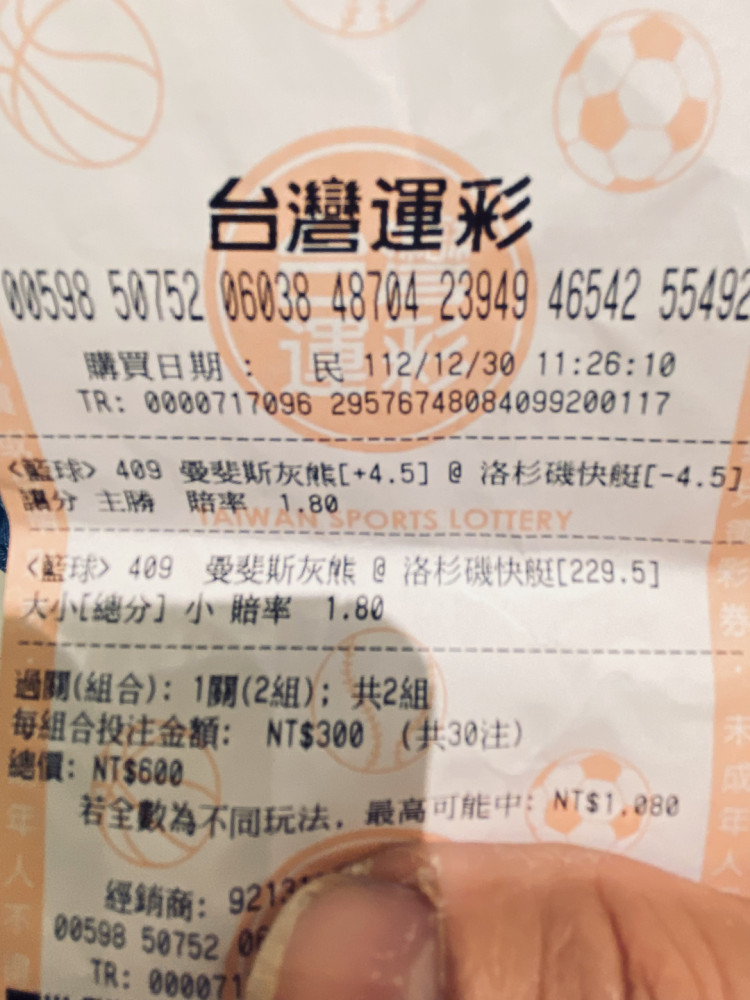 台灣運彩
00598 50752 06038 48704 23949 46542 55492
購買日期： 民 112/12/30 11:26:10
TR: 0000717096 29576748084099200117
<籃球> 409 曼斐斯灰熊[+4.5] @ 洛杉磯快艇[-4.5]
讓分 主勝 賠率 1.80
TAIWAN SPORTS LOTTERY
<籃球> 409 曼斐斯灰熊 @ 洛杉磯快艇[229.5]
大小[總分] 小 賠率 1.80
過關(組合): 1關(2組); 共2組
每組合投注金額: NT$300 (共30注)
總價: NT$600
若全數為不同玩法, 最高可能中: NT$1,080
經銷商: 9213
00598 50752 06
TR: 000071